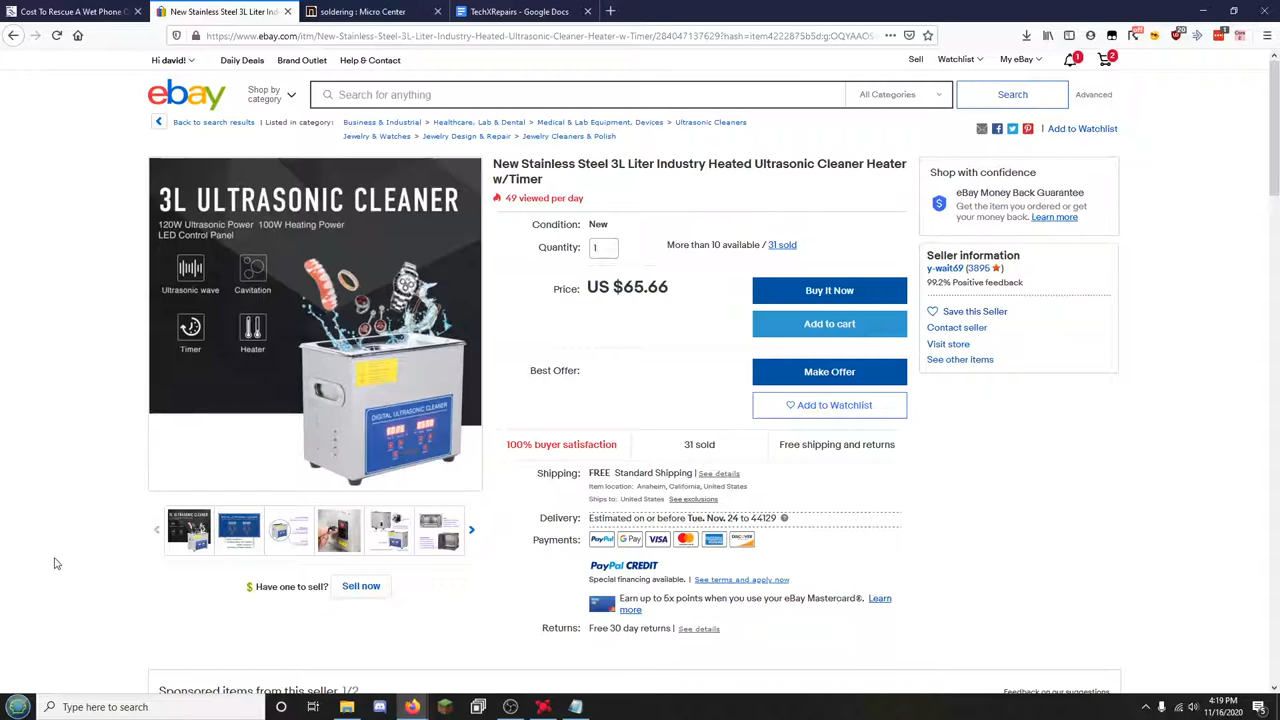 Cost To Rescue A Wet Phone
New Stainless Steel 3L Liter Ind
soldering : Micro Center
TechXRepairs - Google Docs
https://www.ebay.com/itm/New-Stainless-Steel-3L-Liter-Industry-Heated-Ultrasonic-Cleaner-Heater-w-Timer/284047137629?hash=item4222875b5d:g:OQYAAOS
Hi david!
Daily Deals
Brand Outlet
Help & Contact
Sell
Watchlist
My eBay
1
2
ebay
Shop by category
Search for anything
All Categories
Search
Advanced
Back to search results
Listed in category:
Business & Industrial > Healthcare, Lab & Dental > Medical & Lab Equipment, Devices > Ultrasonic Cleaners
Jewelry & Watches > Jewelry Design & Repair > Jewelry Cleaners & Polish
| Add to Watchlist
3L ULTRASONIC CLEANER
120W Ultrasonic Power 100W Heating Power
LED Control Panel
Ultrasonic wave
Cavitation
Timer
Heater
DIGITAL ULTRASONIC CLEANER
Have one to sell?
Sell now
New Stainless Steel 3L Liter Industry Heated Ultrasonic Cleaner Heater
w/Timer
49 viewed per day
Condition: New
Quantity: 1
More than 10 available / 31 sold
Price: US $65.66
Buy It Now
Add to cart
Best Offer:
Make Offer
Add to Watchlist
100% buyer satisfaction
31 sold
Free shipping and returns
Shipping: FREE Standard Shipping | See details
Item location: Anaheim, California, United States
Ships to: United States See exclusions
Delivery: Estimated on or before Tue. Nov. 24 to 44129
Payments: PayPal G Pay VISA DISCOVER
PayPal CREDIT
Special financing available. | See terms and apply now
Earn up to 5x points when you use your eBay Mastercard®. Learn
more
Returns: Free 30 day returns | See details
Shop with confidence
eBay Money Back Guarantee
Get the item you ordered or get
your money back. Learn more
Seller information
y-wait69 (3895 ★)
99.2% Positive feedback
Save this Seller
Contact seller
Visit store
See other items
Sponsored items from this seller 1/2
Feedback on our suggestions
Type here to search
4:19 PM
11/16/2020